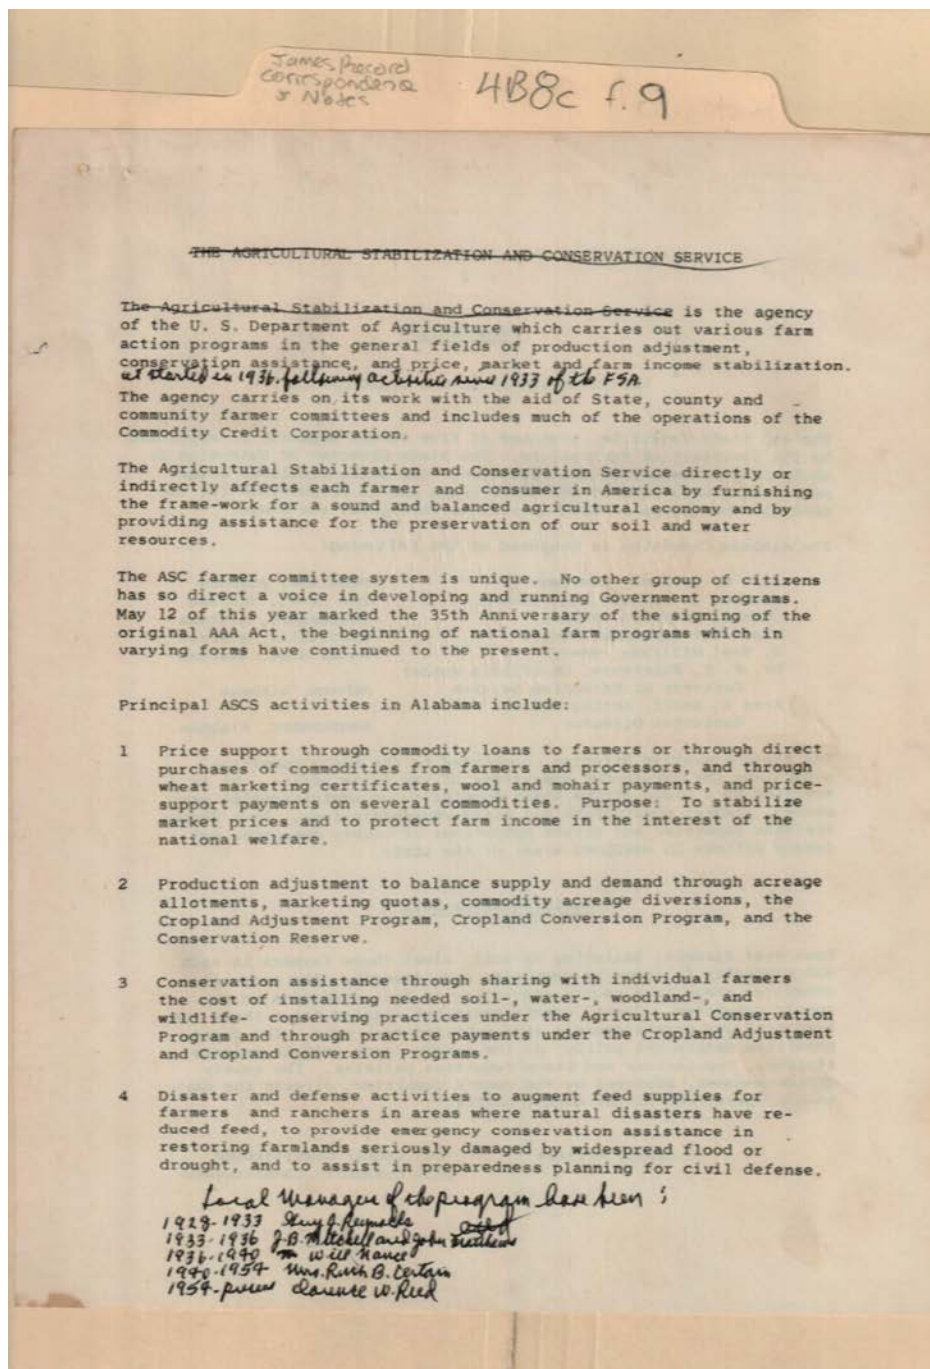 James Record
Correspondence
& Notes
4B8c f.9
THE AGRICULTURAL STABILIZATION AND CONSERVATION SERVICE
The Agricultural Stabilization and Conservation Service is the agency
of the U. S. Department of Agriculture which carries out various farm
action programs in the general fields of production adjustment,
conservation assistance, and price, market and farm income stabilization.
it started in 1936, following activities since 1933 of the FSA.
The agency carries on its work with the aid of State, county and
community farmer committees and includes much of the operations of the
Commodity Credit Corporation.
The Agricultural Stabilization and Conservation Service directly or
indirectly affects each farmer and consumer in America by furnishing
the frame-work for a sound and balanced agricultural economy and by
providing assistance for the preservation of our soil and water
resources.
The ASC farmer committee system is unique. No other group of citizens
has so direct a voice in developing and running Government programs.
May 12 of this year marked the 35th Anniversary of the signing of the
original AAA Act, the beginning of national farm programs which in
varying forms have continued to the present.
Principal ASCS activities in Alabama include:
1 Price support through commodity loans to farmers or through direct
purchases of commodities from farmers and processors, and through
wheat marketing certificates, wool and mohair payments, and price-
support payments on several commodities. Purpose: To stabilize
market prices and to protect farm income in the interest of the
national welfare.
2 Production adjustment to balance supply and demand through acreage
allotments, marketing quotas, commodity acreage diversions, the
Cropland Adjustment Program, Cropland Conversion Program, and the
Conservation Reserve.
3 Conservation assistance through sharing with individual farmers
the cost of installing needed soil-, water-, woodland-, and
wildlife- conserving practices under the Agricultural Conservation
Program and through practice payments under the Cropland Adjustment
and Cropland Conversion Programs.
4 Disaster and defense activities to augment feed supplies for
farmers and ranchers in areas where natural disasters have re-
duced feed, to provide emergency conservation assistance in
restoring farmlands seriously damaged by widespread flood or
drought, and to assist in preparedness planning for civil defense.
Local Managers of the program have been:
1928-1933 Reynolds
1933-1936 J.B. Mitchell and John
1936-1940 Will Nance
1940-1954 Mrs. Ruth B. Certain
1954-present Clarence W. Reed